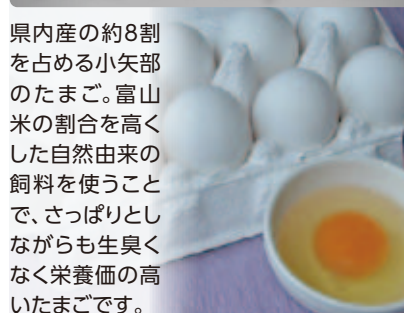 県内産の約8割
を占める小矢部
のたまご。富山
米の割合を高く
した自然由来の
飼料を使うこと
で、さっぱりとし
ながらも生臭く
なく栄養価の高
いたまごです。